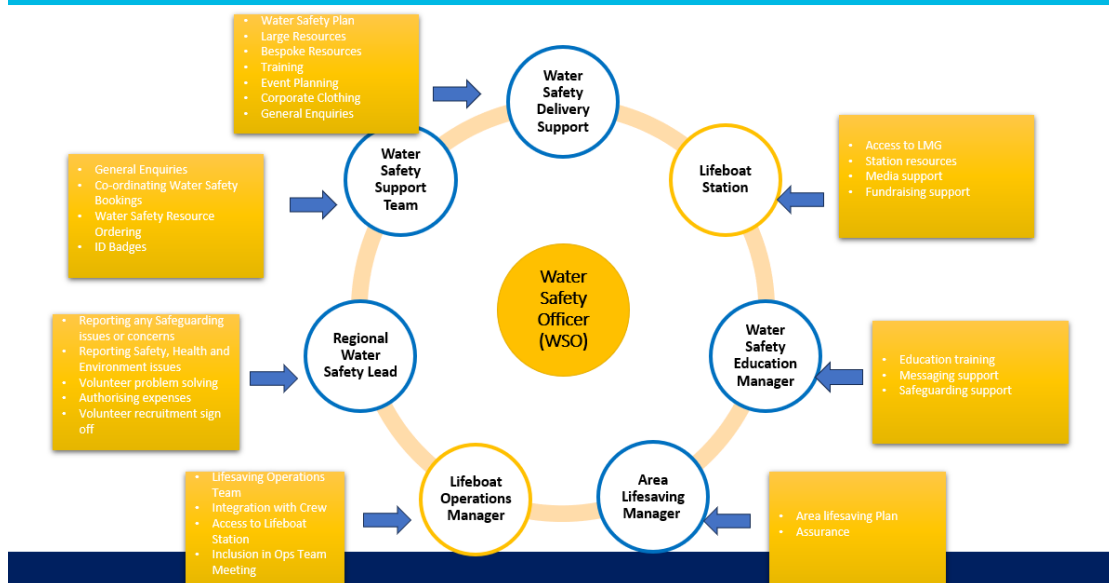 • Water Safety Plan
• Large Resources
• Bespoke Resources
• Training
• Event Planning
• Corporate Clothing
• General Enquiries
Water
Safety
Delivery
Support
Water
Safety
Support
Team
Lifeboat
Station
• Access to LMG
• Station resources
• Media support
• Fundraising support
• General Enquiries
• Co-ordinating Water Safety
Bookings
• Water Safety Resource
Ordering
• ID Badges
Water
Safety
Officer
(WSO)
• Reporting any Safeguarding
issues or concerns
• Reporting Safety, Health and
Environment issues
• Volunteer problem solving
• Authorising expenses
• Volunteer recruitment sign
off
Regional
Water
Safety Lead
Water
Safety
Education
Manager
• Education training
• Messaging support
• Safeguarding support
• Lifesaving Operations
Team
• Integration with Crew
• Access to Lifeboat
Station
• Inclusion in Ops Team
Meeting
Lifeboat
Operations
Manager
Area
Lifesaving
Manager
• Area lifesaving Plan
• Assurance